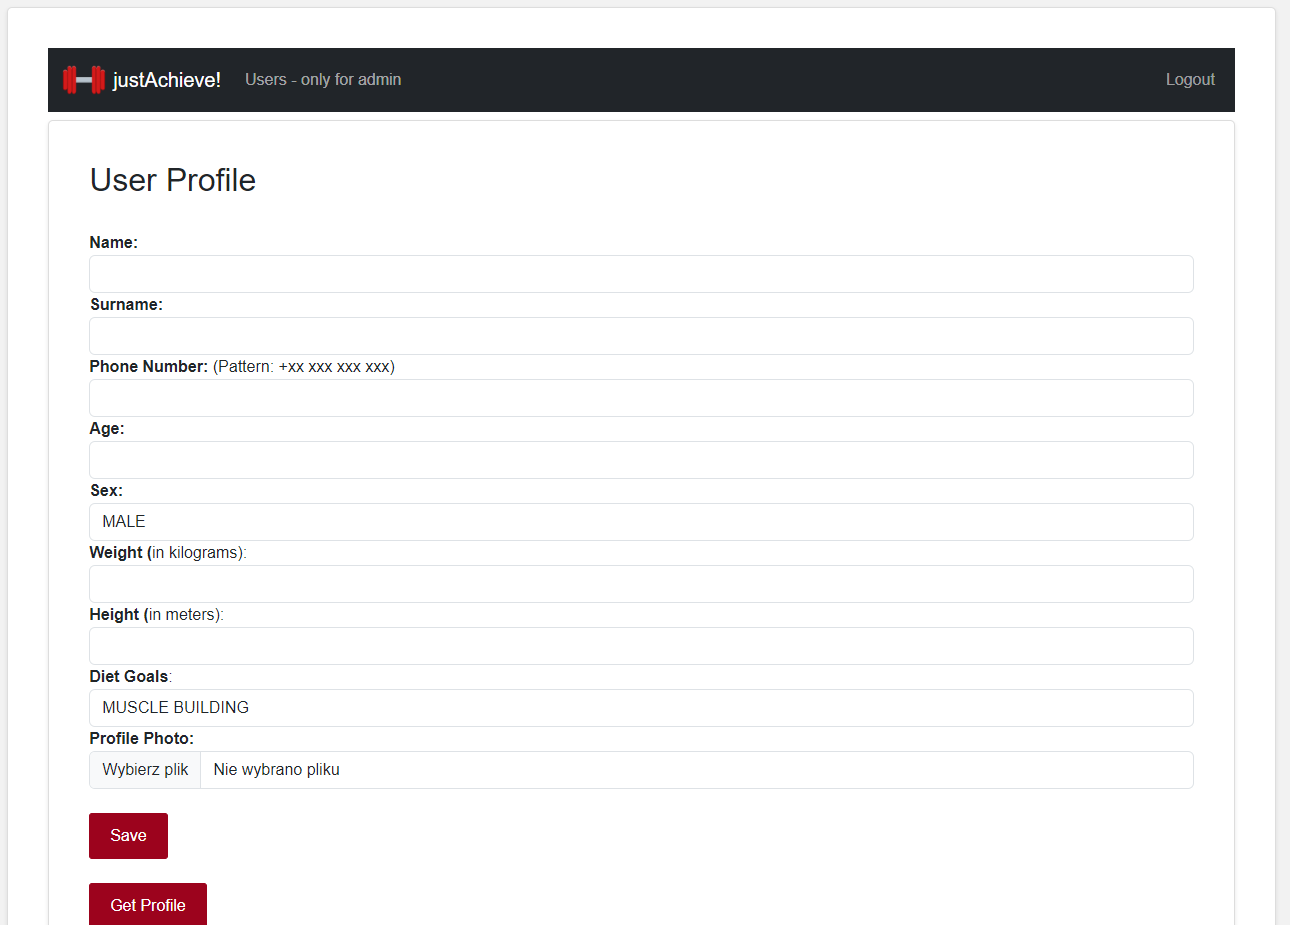 justAchieve! Users - only for admin Logout
User Profile
Name:
Surname:
Phone Number: (Pattern: +xx xxx xxx xxx)
Age:
Sex:
MALE
Weight (in kilograms):
Height (in meters):
Diet Goals:
MUSCLE BUILDING
Profile Photo:
Wybierz plik Nie wybrano pliku
Save
Get Profile